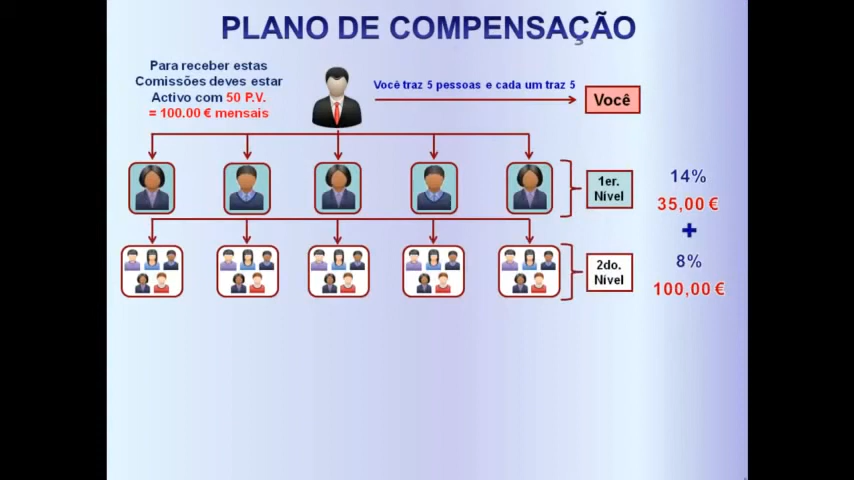 PLANO DE COMPENSAÇÃO
Para receber estas
Comissões deves estar
Activo com 50 P.V.
= 100.00 € mensais
Você traz 5 pessoas e cada um traz 5
Você
1er.
Nível
14%
35,00 €
+
2do.
Nível
8%
100,00 €